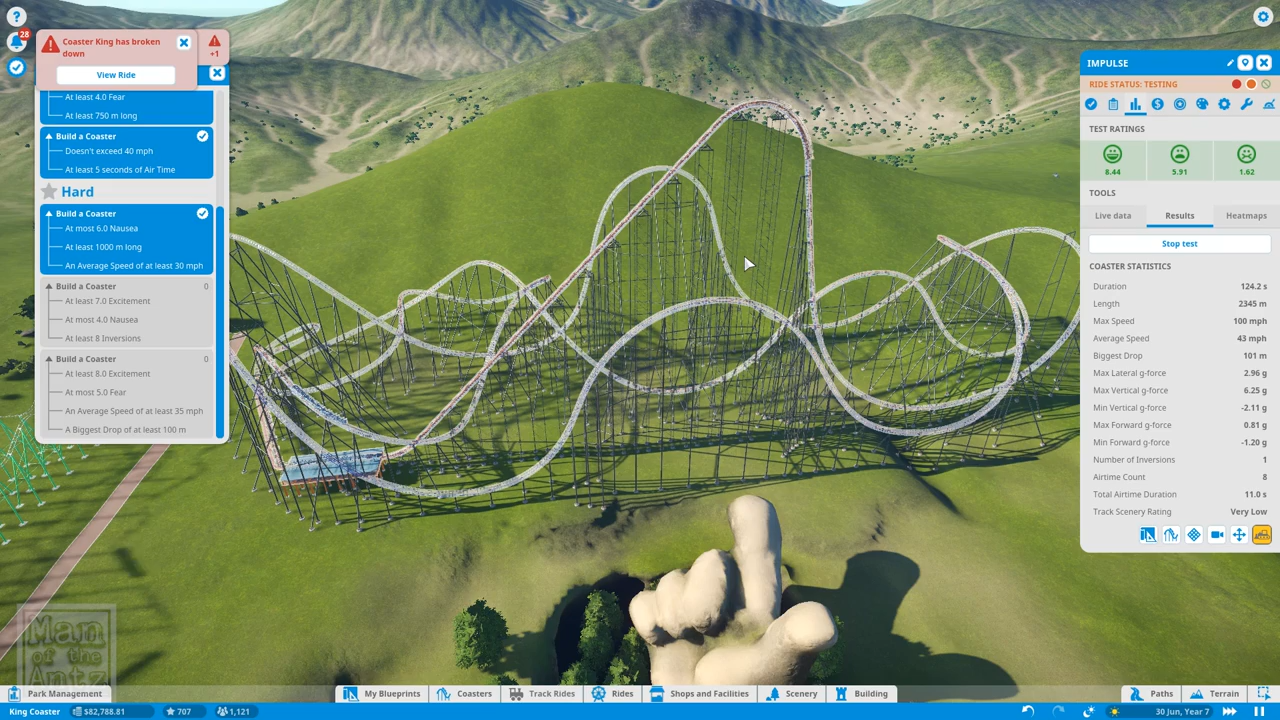 28
Coaster King has broken
down
View Ride
+1
At least 4.0 Fear
At least 750 m long
Build a Coaster
Doesn't exceed 40 mph
At least 5 seconds of Air Time
Hard
Build a Coaster
At most 6.0 Nausea
At least 1000 m long
An Average Speed of at least 30 mph
Build a Coaster 0
At least 7.0 Excitement
At most 4.0 Nausea
At least 8 Inversions
Build a Coaster 0
At least 8.0 Excitement
At most 5.0 Fear
An Average Speed of at least 35 mph
A Biggest Drop of at least 100 m
IMPULSE
RIDE STATUS: TESTING
TEST RATINGS
8.44 5.91 1.62
TOOLS
Live data Results Heatmaps
Stop test
COASTER STATISTICS
Duration 124.2 s
Length 2345 m
Max Speed 100 mph
Average Speed 43 mph
Biggest Drop 101 m
Max Lateral g-force 2.96 g
Max Vertical g-force 6.25 g
Min Vertical g-force -2.11 g
Max Forward g-force 0.81 g
Min Forward g-force -1.20 g
Number of Inversions 1
Airtime Count 8
Total Airtime Duration 11.0 s
Track Scenery Rating Very Low
Man
of the
Antz
Park Management My Blueprints Coasters Track Rides Rides Shops and Facilities Scenery Building Paths Terrain
King Coaster $82,788.81 707 1,121 30 Jun, Year 7